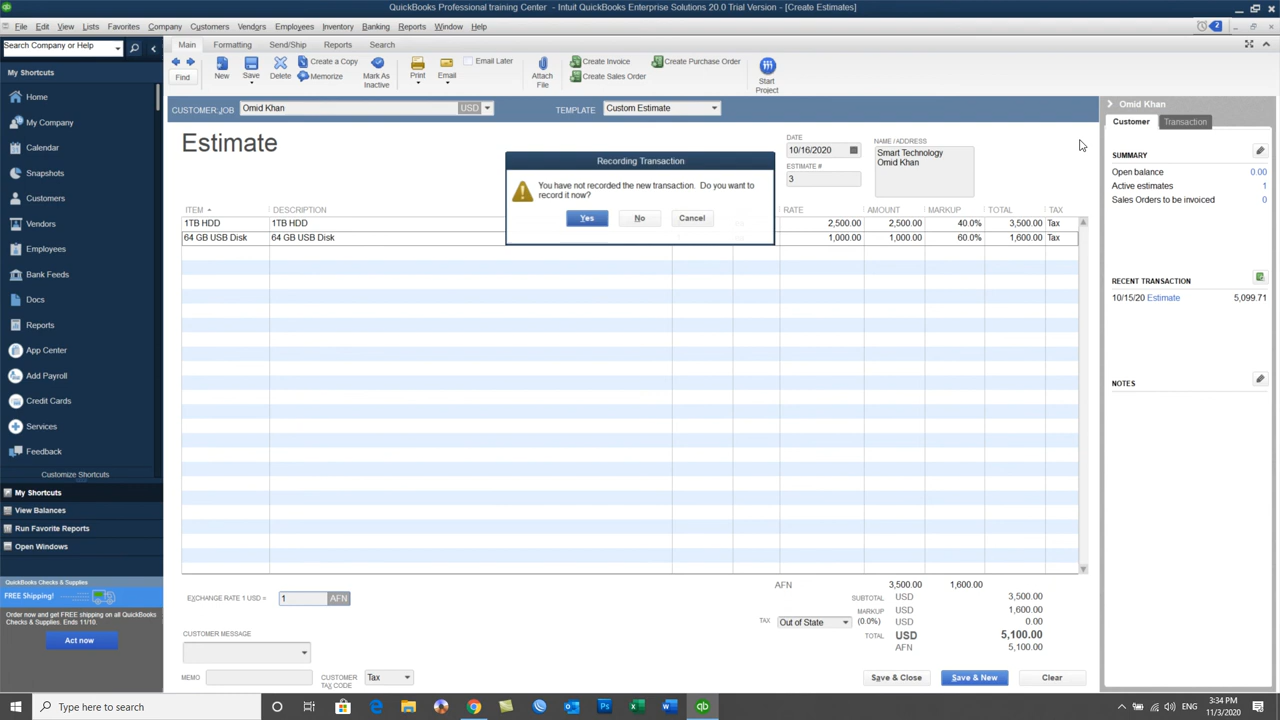 QuickBooks Professional training Center - Intuit QuickBooks Enterprise Solutions 20.0 Trial Version - [Create Estimates]
File Edit View Lists Favorites Company Customers Vendors Employees Inventory Banking Reports Window Help
2
Search Company or Help
Main Formatting Send/Ship Reports Search
My Shortcuts
Find
New
Save
Delete
Create a Copy
Memorize
Mark As
Inactive
Print
Email
Email Later
Attach
File
Create Invoice
Create Sales Order
Create Purchase Order
Start
Project
Home
My Company
Calendar
Snapshots
Customers
Vendors
Employees
Bank Feeds
Docs
Reports
App Center
Add Payroll
Credit Cards
Services
Feedback
Customize Shortcuts
My Shortcuts
View Balances
Run Favorite Reports
Open Windows
QuickBooks Checks & Supplies
FREE Shipping!
Order now and get FREE shipping on all QuickBooks
Checks & Supplies. Ends 11/10.
Act now
CUSTOMER:JOB Omid Khan USD
TEMPLATE Custom Estimate
Estimate
DATE
10/16/2020
ESTIMATE #
3
NAME / ADDRESS
Smart Technology
Omid Khan
Recording Transaction
You have not recorded the new transaction. Do you want to
record it now?
Yes No Cancel
ITEM DESCRIPTION RATE AMOUNT MARKUP TOTAL TAX
1TB HDD 1TB HDD 2,500.00 2,500.00 40.0% 3,500.00 Tax
64 GB USB Disk 64 GB USB Disk 1,000.00 1,000.00 60.0% 1,600.00 Tax
AFN 3,500.00 1,600.00
EXCHANGE RATE 1 USD = 1 AFN
SUBTOTAL USD 3,500.00
MARKUP USD 1,600.00
TAX Out of State (0.0%) USD 0.00
TOTAL USD 5,100.00
AFN 5,100.00
CUSTOMER MESSAGE
MEMO
CUSTOMER
TAX CODE
Tax
Save & Close Save & New Clear
Omid Khan
Customer Transaction
SUMMARY
Open balance 0.00
Active estimates 1
Sales Orders to be invoiced 0
RECENT TRANSACTION
10/15/20 Estimate 5,099.71
NOTES
Type here to search
ENG
3:34 PM
11/3/2020